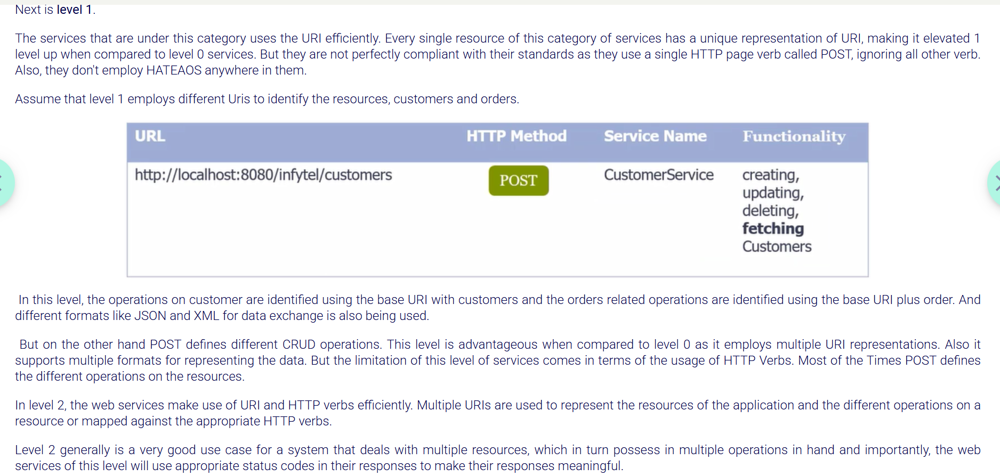 Next is level 1.
The services that are under this category uses the URI efficiently. Every single resource of this category of services has a unique representation of URI, making it elevated 1
level up when compared to level 0 services. But they are not perfectly compliant with their standards as they use a single HTTP page verb called POST, ignoring all other verb.
Also, they don't employ HATEAOS anywhere in them.
Assume that level 1 employs different Uris to identify the resources, customers and orders.
URL HTTP Method Service Name Functionality
http://localhost:8080/infytel/customers POST CustomerService creating,
updating,
deleting,
fetching
Customers
In this level, the operations on customer are identified using the base URI with customers and the orders related operations are identified using the base URI plus order. And
different formats like JSON and XML for data exchange is also being used.
But on the other hand POST defines different CRUD operations. This level is advantageous when compared to level 0 as it employs multiple URI representations. Also it
supports multiple formats for representing the data. But the limitation of this level of services comes in terms of the usage of HTTP Verbs. Most of the Times POST defines
the different operations on the resources.
In level 2, the web services make use of URI and HTTP verbs efficiently. Multiple URIs are used to represent the resources of the application and the different operations on a
resource or mapped against the appropriate HTTP verbs.
Level 2 generally is a very good use case for a system that deals with multiple resources, which in turn possess in multiple operations in hand and importantly, the web
services of this level will use appropriate status codes in their responses to make their responses meaningful.